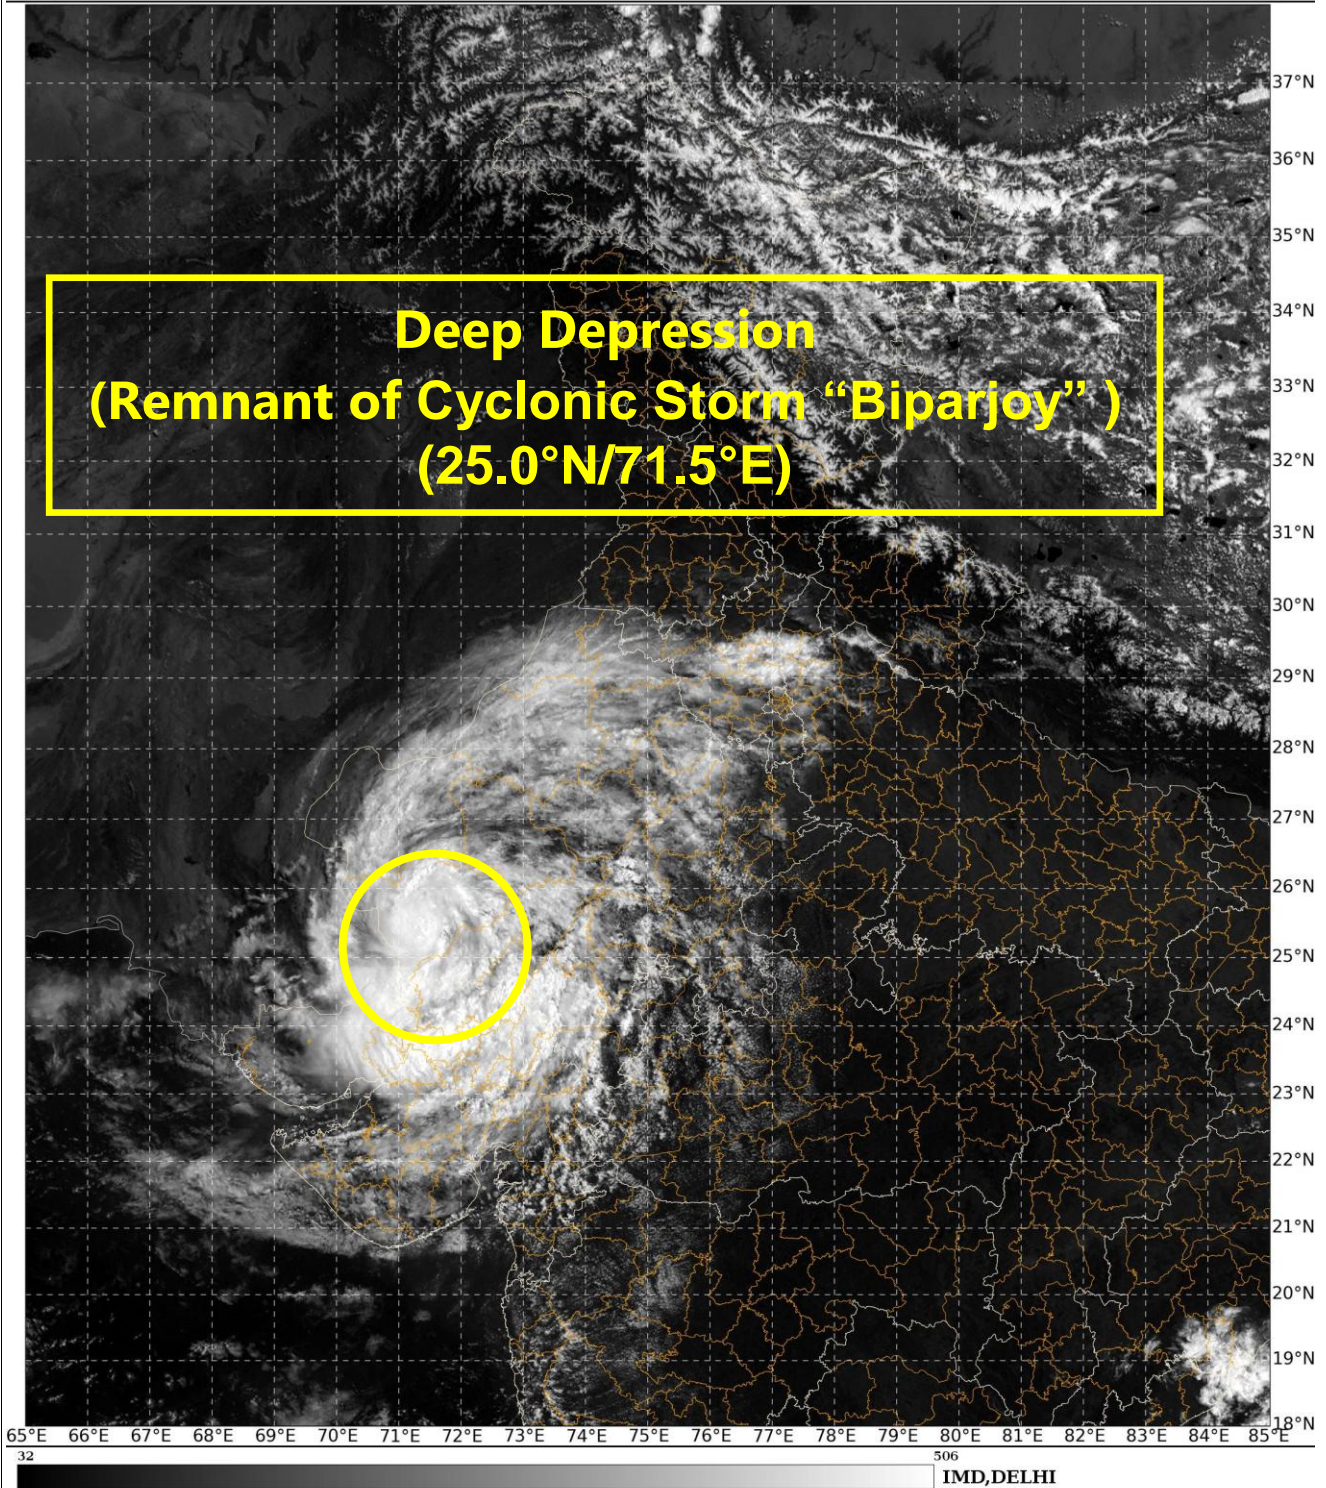 37°N
36°N
35°N
34°N
Deep Depression
33°N
(Remnant of Cyclonic Storm “Biparjoy” )
32°N
(25.0°N/71.5°E)
31°N
30°N
29°N
28°N
27°N
26°N
25°N
24°N
23°N
22°N
21°N
20°N
19°N
18°N
65°E 66°E 67°E 68°E 69°E 70°E 71°E 72°E 73°E 74°E 75°E 76°E 77°E 78°E 79°E 80°E 81°E 82°E 83°E 84°E 85°E
32 506
IMD,DELHI